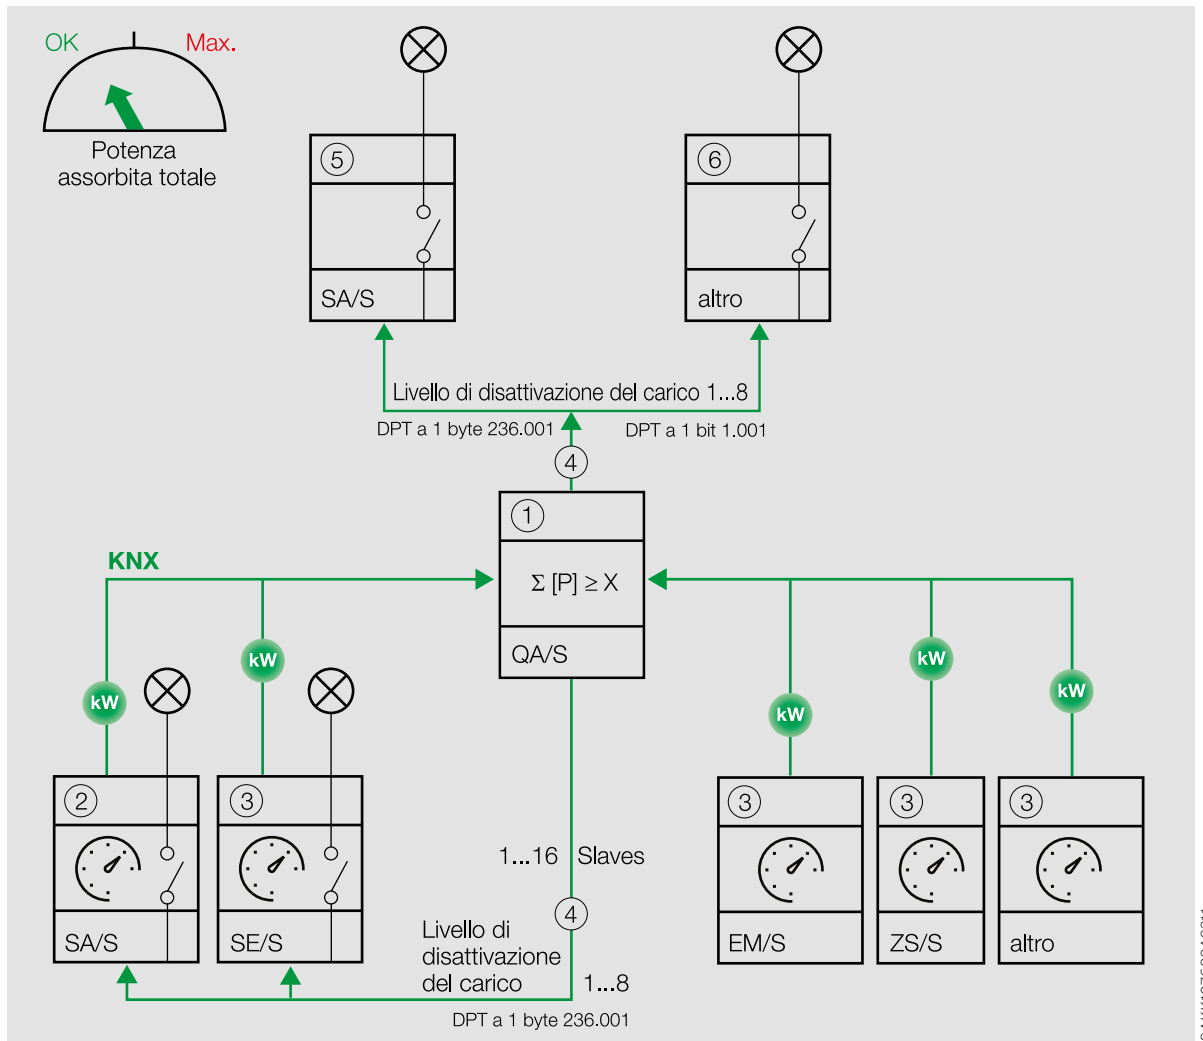 OK
Max.
Potenza
assorbita totale
5
SA/S
6
altro
Livello di disattivazione del carico 1...8
DPT a 1 byte 236.001
DPT a 1 bit 1.001
4
1
Σ [P] ≥ X
QA/S
KNX
kW
kW
kW
kW
kW
2
SA/S
3
SE/S
3
EM/S
3
ZS/S
3
altro
1...16 Slaves
4
Livello di
disattivazione
del carico 1...8
DPT a 1 byte 236.001